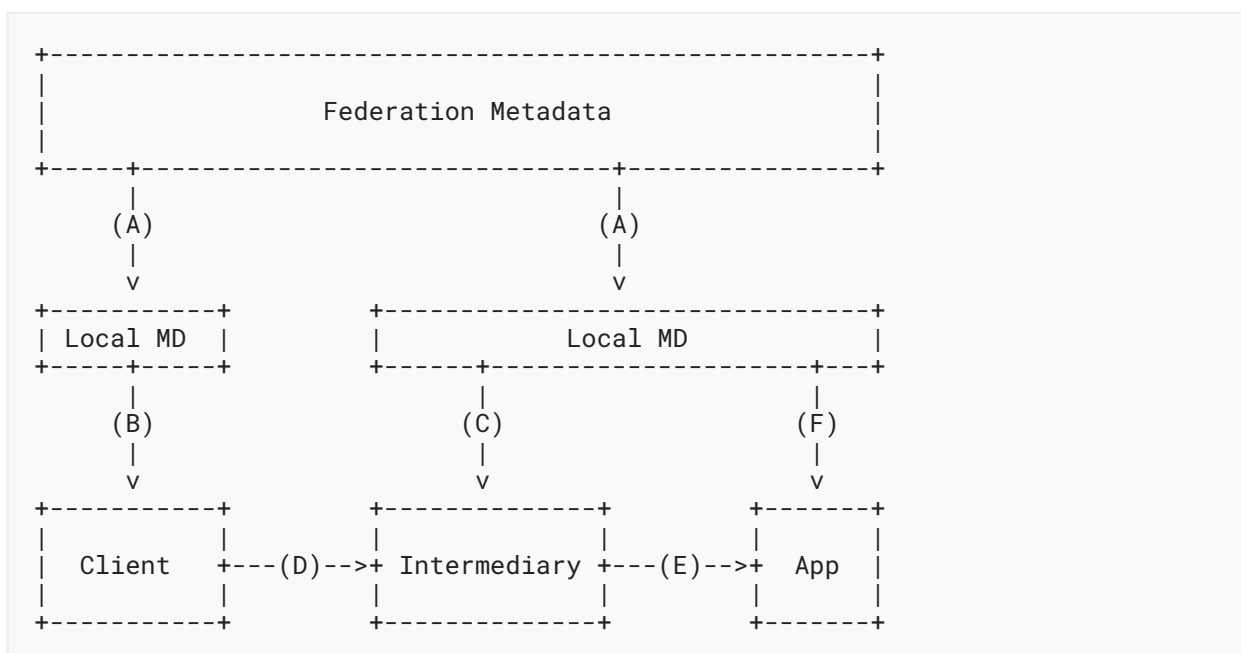 Federation Metadata
(A) (A)
v v
Local MD Local MD
(B) (C) (F)
v v v
Client ---(D)--> Intermediary ---(E)--> App